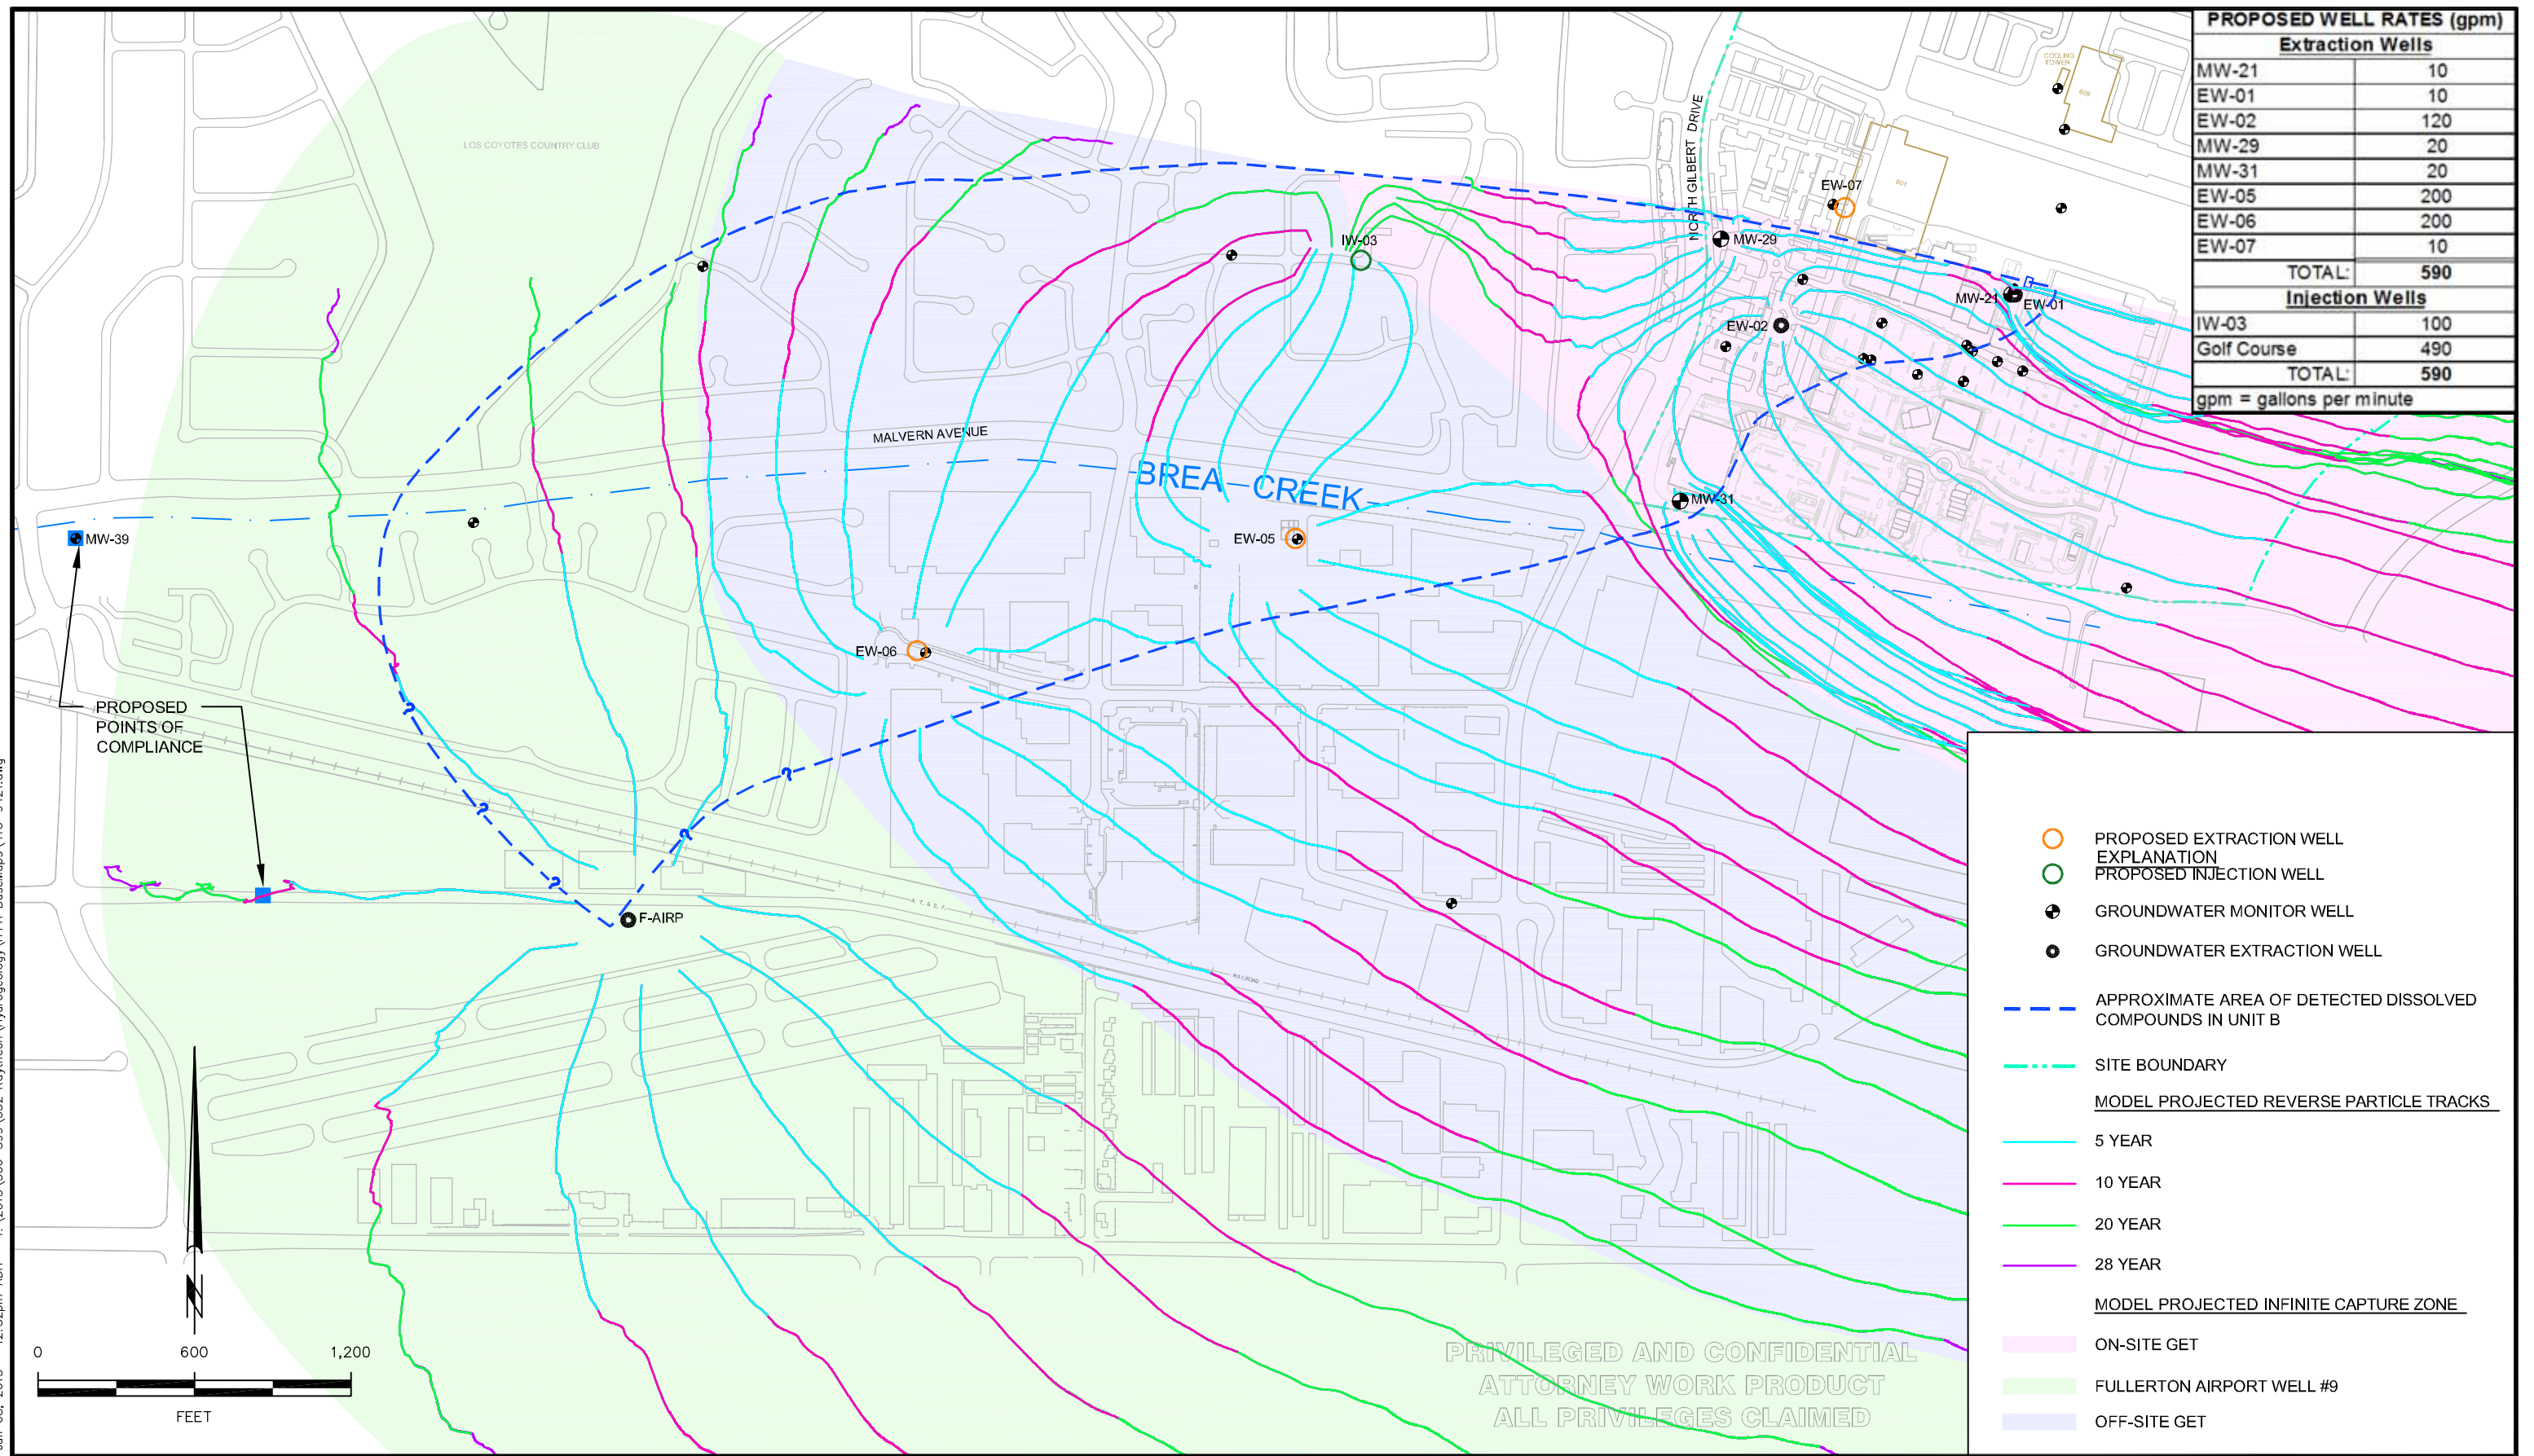 PROPOSED WELL RATES (gpm)
Extraction Wells
MW-21 10
EW-01 10
EW-02 120
MW-29 20
MW-31 20
EW-05 200
EW-06 200
EW-07 10
TOTAL: 590
Injection Wells
IW-03 100
Golf Course 490
TOTAL: 590
gpm = gallons per minute
COOLING
TOWER
609
601
LOS COYOTES COUNTRY CLUB
NORTH GILBERT DRIVE
EW-07
MW-29
IW-03
MW-21
EW-01
EW-02
MALVERN AVENUE
BREA CREEK
MW-31
MW-39
EW-05
EW-06
PROPOSED
POINTS OF
COMPLIANCE
?
?
?
?
?
F-AIRP
A.T. & S.F.
RAILROAD
N
0 600 1,200
FEET
PRIVILEGED AND CONFIDENTIAL
ATTORNEY WORK PRODUCT
ALL PRIVILEGES CLAIMED
PROPOSED EXTRACTION WELL
EXPLANATION
PROPOSED INJECTION WELL
GROUNDWATER MONITOR WELL
GROUNDWATER EXTRACTION WELL
APPROXIMATE AREA OF DETECTED DISSOLVED
COMPOUNDS IN UNIT B
SITE BOUNDARY
MODEL PROJECTED REVERSE PARTICLE TRACKS
5 YEAR
10 YEAR
20 YEAR
28 YEAR
MODEL PROJECTED INFINITE CAPTURE ZONE
ON-SITE GET
FULLERTON AIRPORT WELL #9
OFF-SITE GET